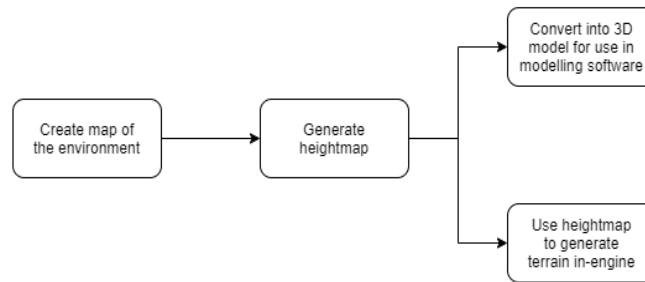 Create map of
the environment
Generate
heightmap
Convert into 3D
model for use in
modelling software
Use heightmap
to generate
terrain in-engine